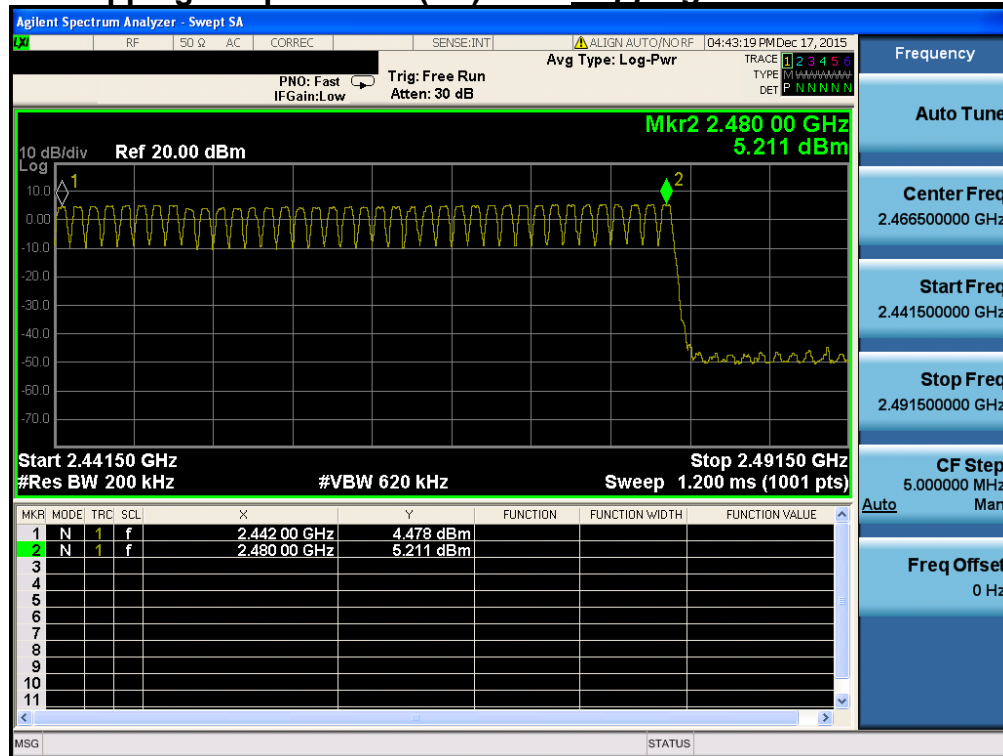 Agilent Spectrum Analyzer - Swept SA
LXI RF 50 Ω AC CORREC SENSE:INT ALIGN AUTO/NO RF 04:43:19 PM Dec 17, 2015
Frequency
Avg Type: Log-Pwr
TRACE 1 2 3 4 5 6
TYPE M
DET P N N N N N
PNO: Fast
IFGain:Low
Trig: Free Run
Atten: 30 dB
Auto Tune
Mkr2 2.480 00 GHz
5.211 dBm
10 dB/div Ref 20.00 dBm
Log
1
2
10.0
0.00
-10.0
-20.0
-30.0
-40.0
-50.0
-60.0
-70.0
Center Freq
2.466500000 GHz
Start Freq
2.441500000 GHz
Stop Freq
2.491500000 GHz
Start 2.44150 GHz
Stop 2.49150 GHz
#Res BW 200 kHz
#VBW 620 kHz
Sweep 1.200 ms (1001 pts)
CF Step
5.000000 MHz
Auto Man
MKR MODE TRC SCL X Y FUNCTION FUNCTION WIDTH FUNCTION VALUE
1 N 1 f 2.442 00 GHz 4.478 dBm
2 N 1 f 2.480 00 GHz 5.211 dBm
3
4
5
6
7
8
9
10
11
Freq Offset
0 Hz
MSG
STATUS